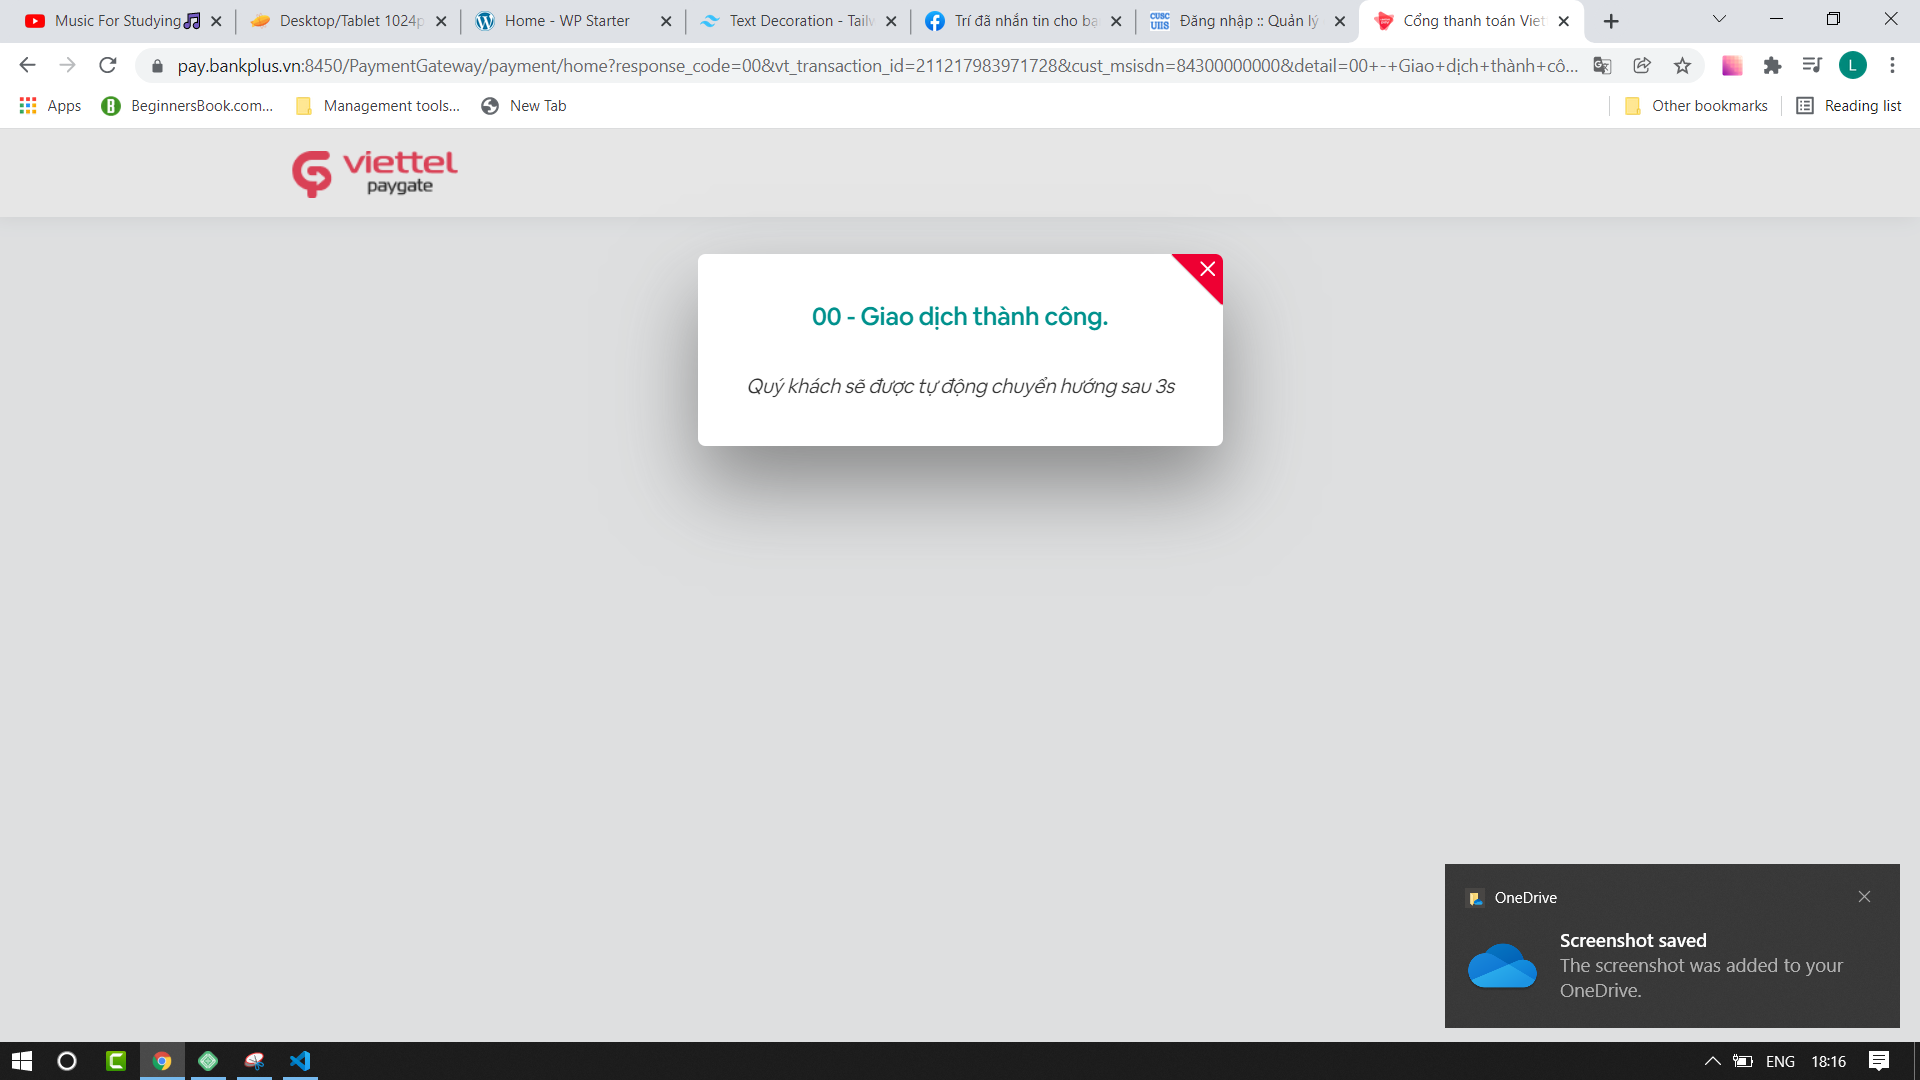 Music For Studying🎵
Desktop/Tablet 1024p
Home - WP Starter
Text Decoration - Tailw
Trí đã nhắn tin cho bạ
CUSC UIIS
Đăng nhập :: Quản lý
Cổng thanh toán Viet
pay.bankplus.vn:8450/PaymentGateway/payment/home?response_code=00&vt_transaction_id=211217983971728&cust_msisdn=84300000000&detail=00+-+Giao+dịch+thành+cô...
L
Apps
B
BeginnersBook.com...
Management tools...
New Tab
Other bookmarks
Reading list
viettel
paygate
00 - Giao dịch thành công.
Quý khách sẽ được tự động chuyển hướng sau 3s
OneDrive
Screenshot saved
The screenshot was added to your
OneDrive.
ENG
18:16